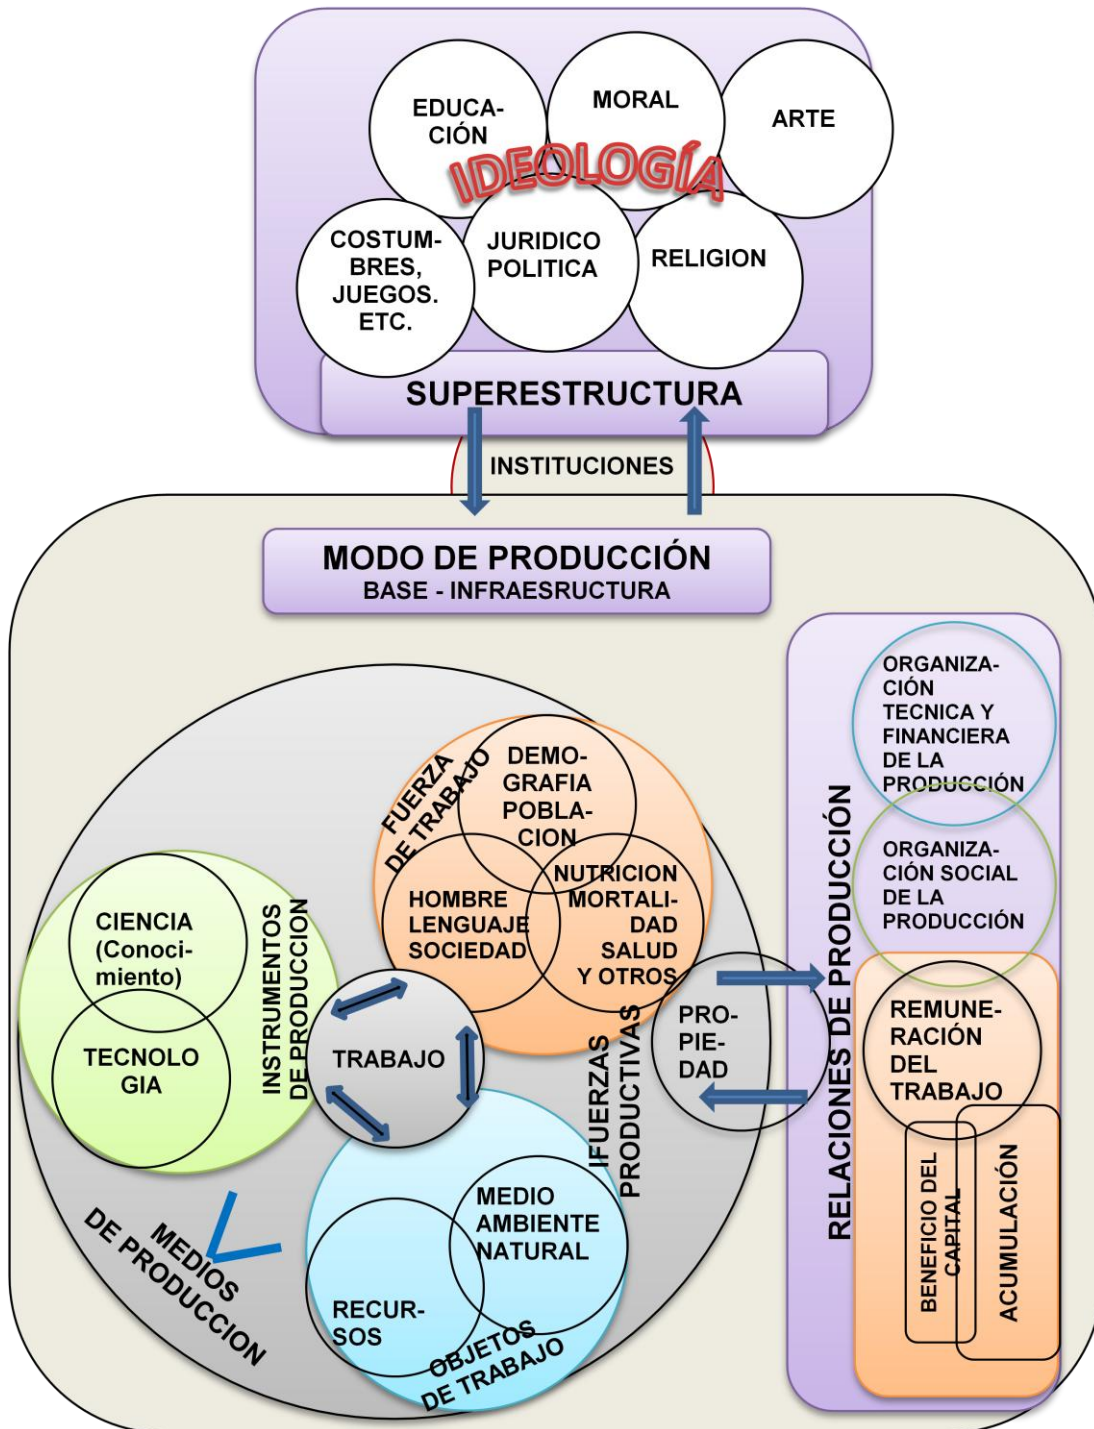 EDUCA-
CIÓN
MORAL
ARTE
IDEOLOGÍA
COSTUM-
BRES,
JUEGOS.
ETC.
JURIDICO
POLITICA
RELIGION
SUPERESTRUCTURA
INSTITUCIONES
MODO DE PRODUCCIÓN
BASE - INFRAESRUCTURA
FUERZA
DE TRABAJO
DEMO-
GRAFIA
POBLA-
CION
HOMBRE
LENGUAJE
SOCIEDAD
NUTRICION
MORTALI-
DAD
SALUD
Y OTROS
CIENCIA
(Conoci-
miento)
TECNOLO
GIA
INSTRUMENTOS
DE PRODUCCION
TRABAJO
MEDIO
AMBIENTE
NATURAL
RECUR-
SOS
OBJETOS
DE TRABAJO
MEDIOS
DE PRODUCCION
IFUERZAS
PRODUCTIVAS
PRO-
PIE-
DAD
RELACIONES DE PRODUCCIÓN
ORGANIZA-
CIÓN
TECNICA Y
FINANCIERA
DE LA
PRODUCCIÓN
ORGANIZA-
CIÓN SOCIAL
DE LA
PRODUCCIÓN
REMUNE-
RACIÓN
DEL
TRABAJO
BENEFICIO DEL
CAPITAL
ACUMULACIÓN